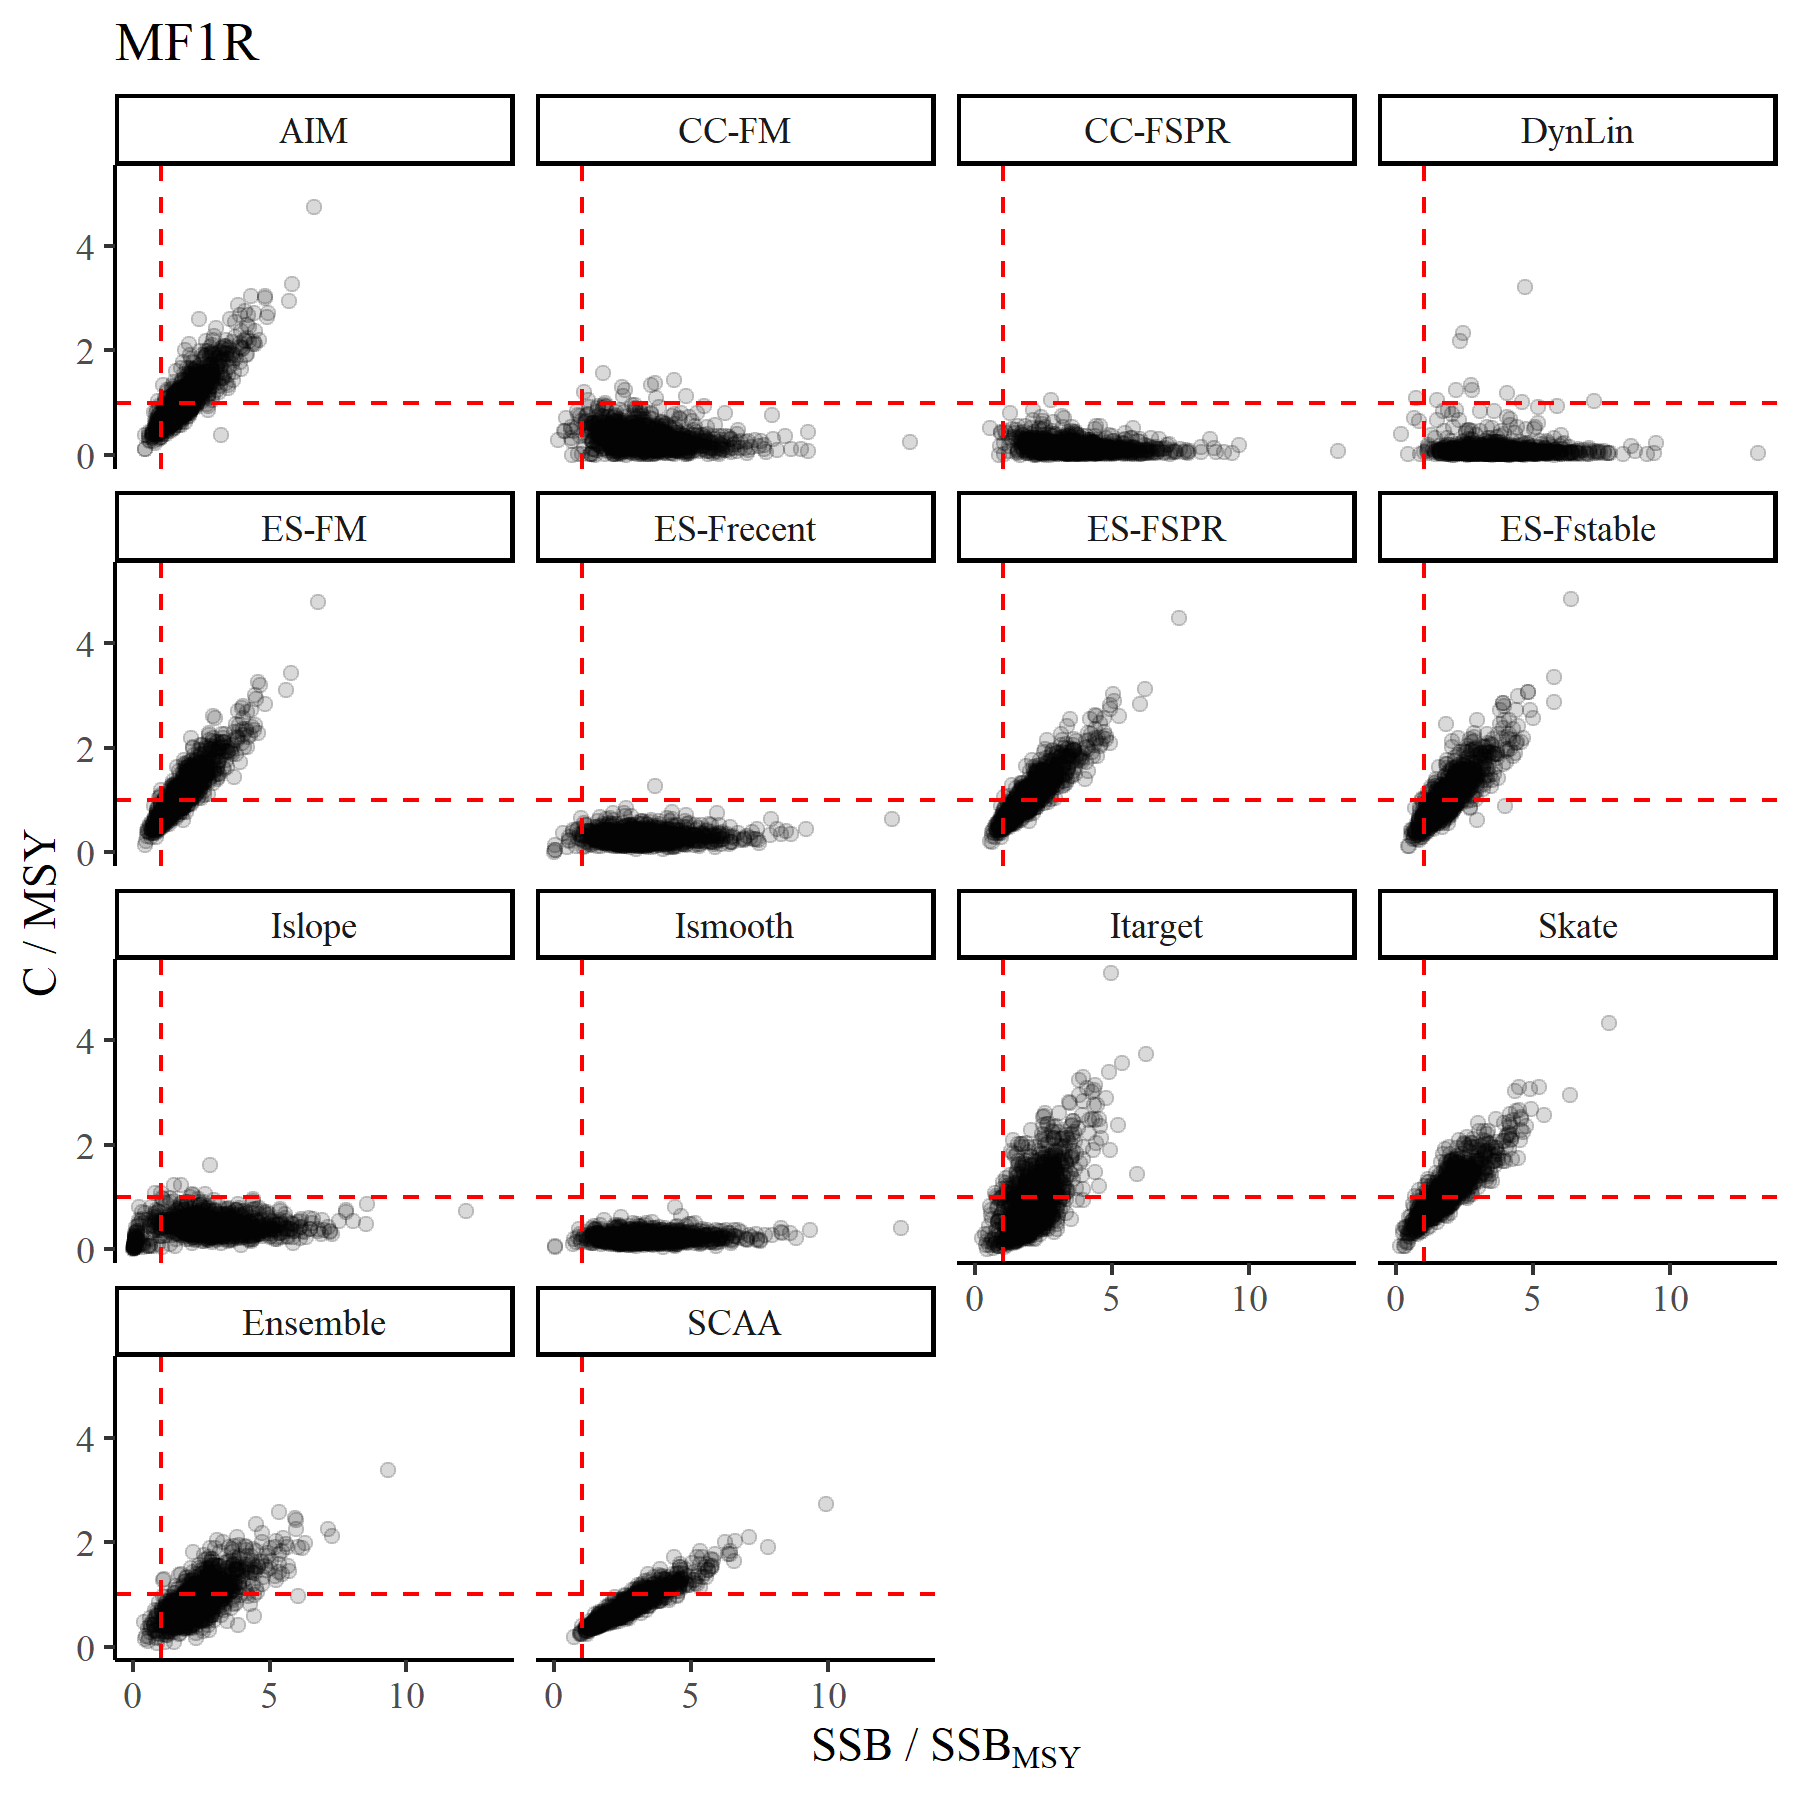 MF1R
AIM
CC-FM
CC-FSPR
DynLin
4
2
0
ES-FM
ES-Frecent
ES-FSPR
ES-Fstable
4
2
0
C / MSY
Islope
Ismooth
Itarget
Skate
4
2
0
0 5 10
0 5 10
Ensemble
SCAA
4
2
0
0 5 10
0 5 10
SSB / SSB_MSY